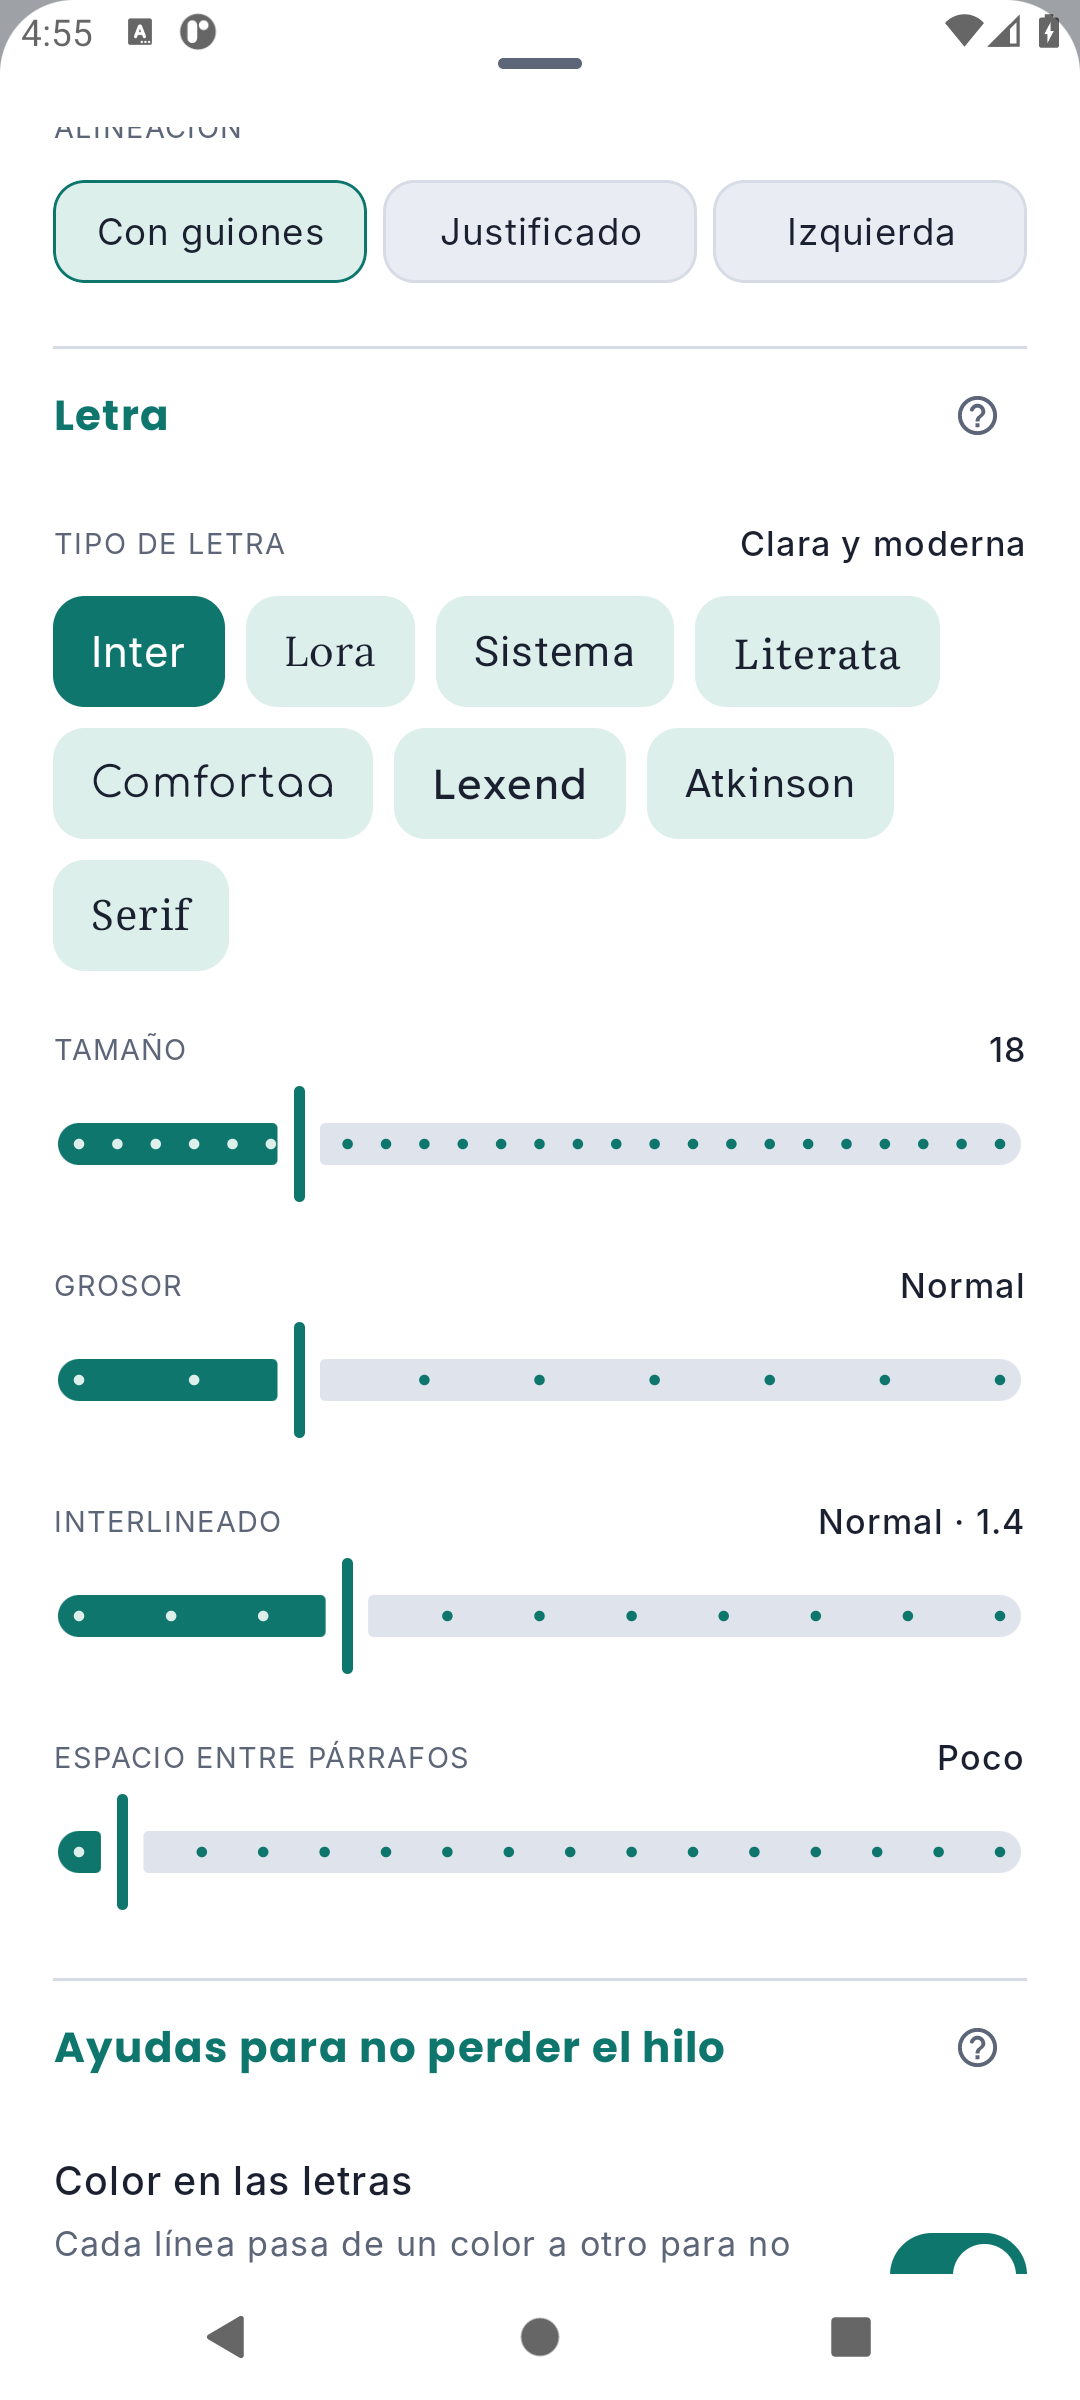 4:55
ALINEACIÓN
Con guiones
Justificado
Izquierda
Letra
TIPO DE LETRA
Clara y moderna
Inter
Lora
Sistema
Literata
Comfortaa
Lexend
Atkinson
Serif
TAMAÑO
18
GROSOR
Normal
INTERLINEADO
Normal · 1.4
ESPACIO ENTRE PÁRRAFOS
Poco
Ayudas para no perder el hilo
Color en las letras
Cada línea pasa de un color a otro para no